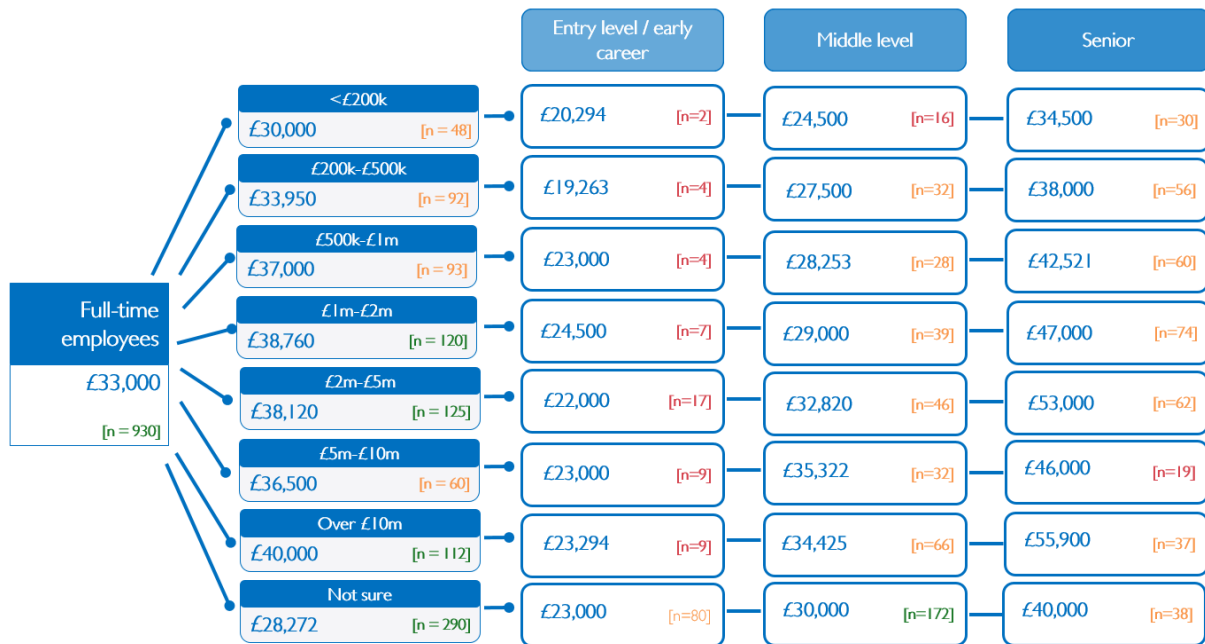 Entry level / early
career
Middle level
Senior
Full-time
employees
£33,000
[n = 930]
<£200k
£30,000 [n = 48]
£20,294 [n=2]
£24,500 [n=16]
£34,500 [n=30]
£200k-£500k
£33,950 [n = 92]
£19,263 [n=4]
£27,500 [n=32]
£38,000 [n=56]
£500k-£1m
£37,000 [n = 93]
£23,000 [n=4]
£28,253 [n=28]
£42,521 [n=60]
£1m-£2m
£38,760 [n = 120]
£24,500 [n=7]
£29,000 [n=39]
£47,000 [n=74]
£2m-£5m
£38,120 [n = 125]
£22,000 [n=17]
£32,820 [n=46]
£53,000 [n=62]
£5m-£10m
£36,500 [n = 60]
£23,000 [n=9]
£35,322 [n=32]
£46,000 [n=19]
Over £10m
£40,000 [n = 112]
£23,294 [n=9]
£34,425 [n=66]
£55,900 [n=37]
Not sure
£28,272 [n = 290]
£23,000 [n=80]
£30,000 [n=172]
£40,000 [n=38]